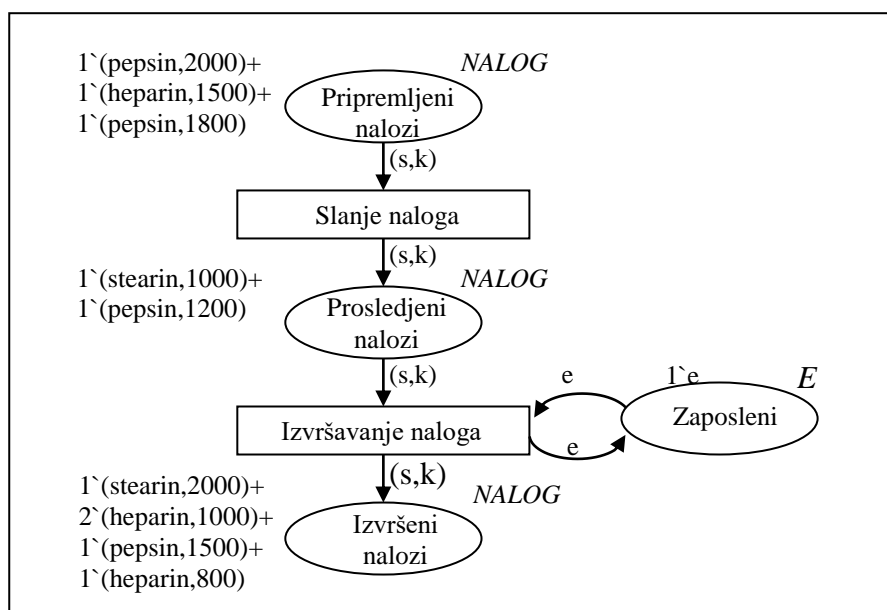 1`(pepsin,2000)+
1`(heparin,1500)+
1`(pepsin,1800)
NALOG
Pripremljeni
nalozi
(s,k)
Slanje naloga
(s,k)
1`(stearin,1000)+
1`(pepsin,1200)
NALOG
Prosledjeni
nalozi
(s,k)
Izvršavanje naloga
e
e
1`e
E
Zaposleni
(s,k)
1`(stearin,2000)+
2`(heparin,1000)+
1`(pepsin,1500)+
1`(heparin,800)
NALOG
Izvšeni
nalozi